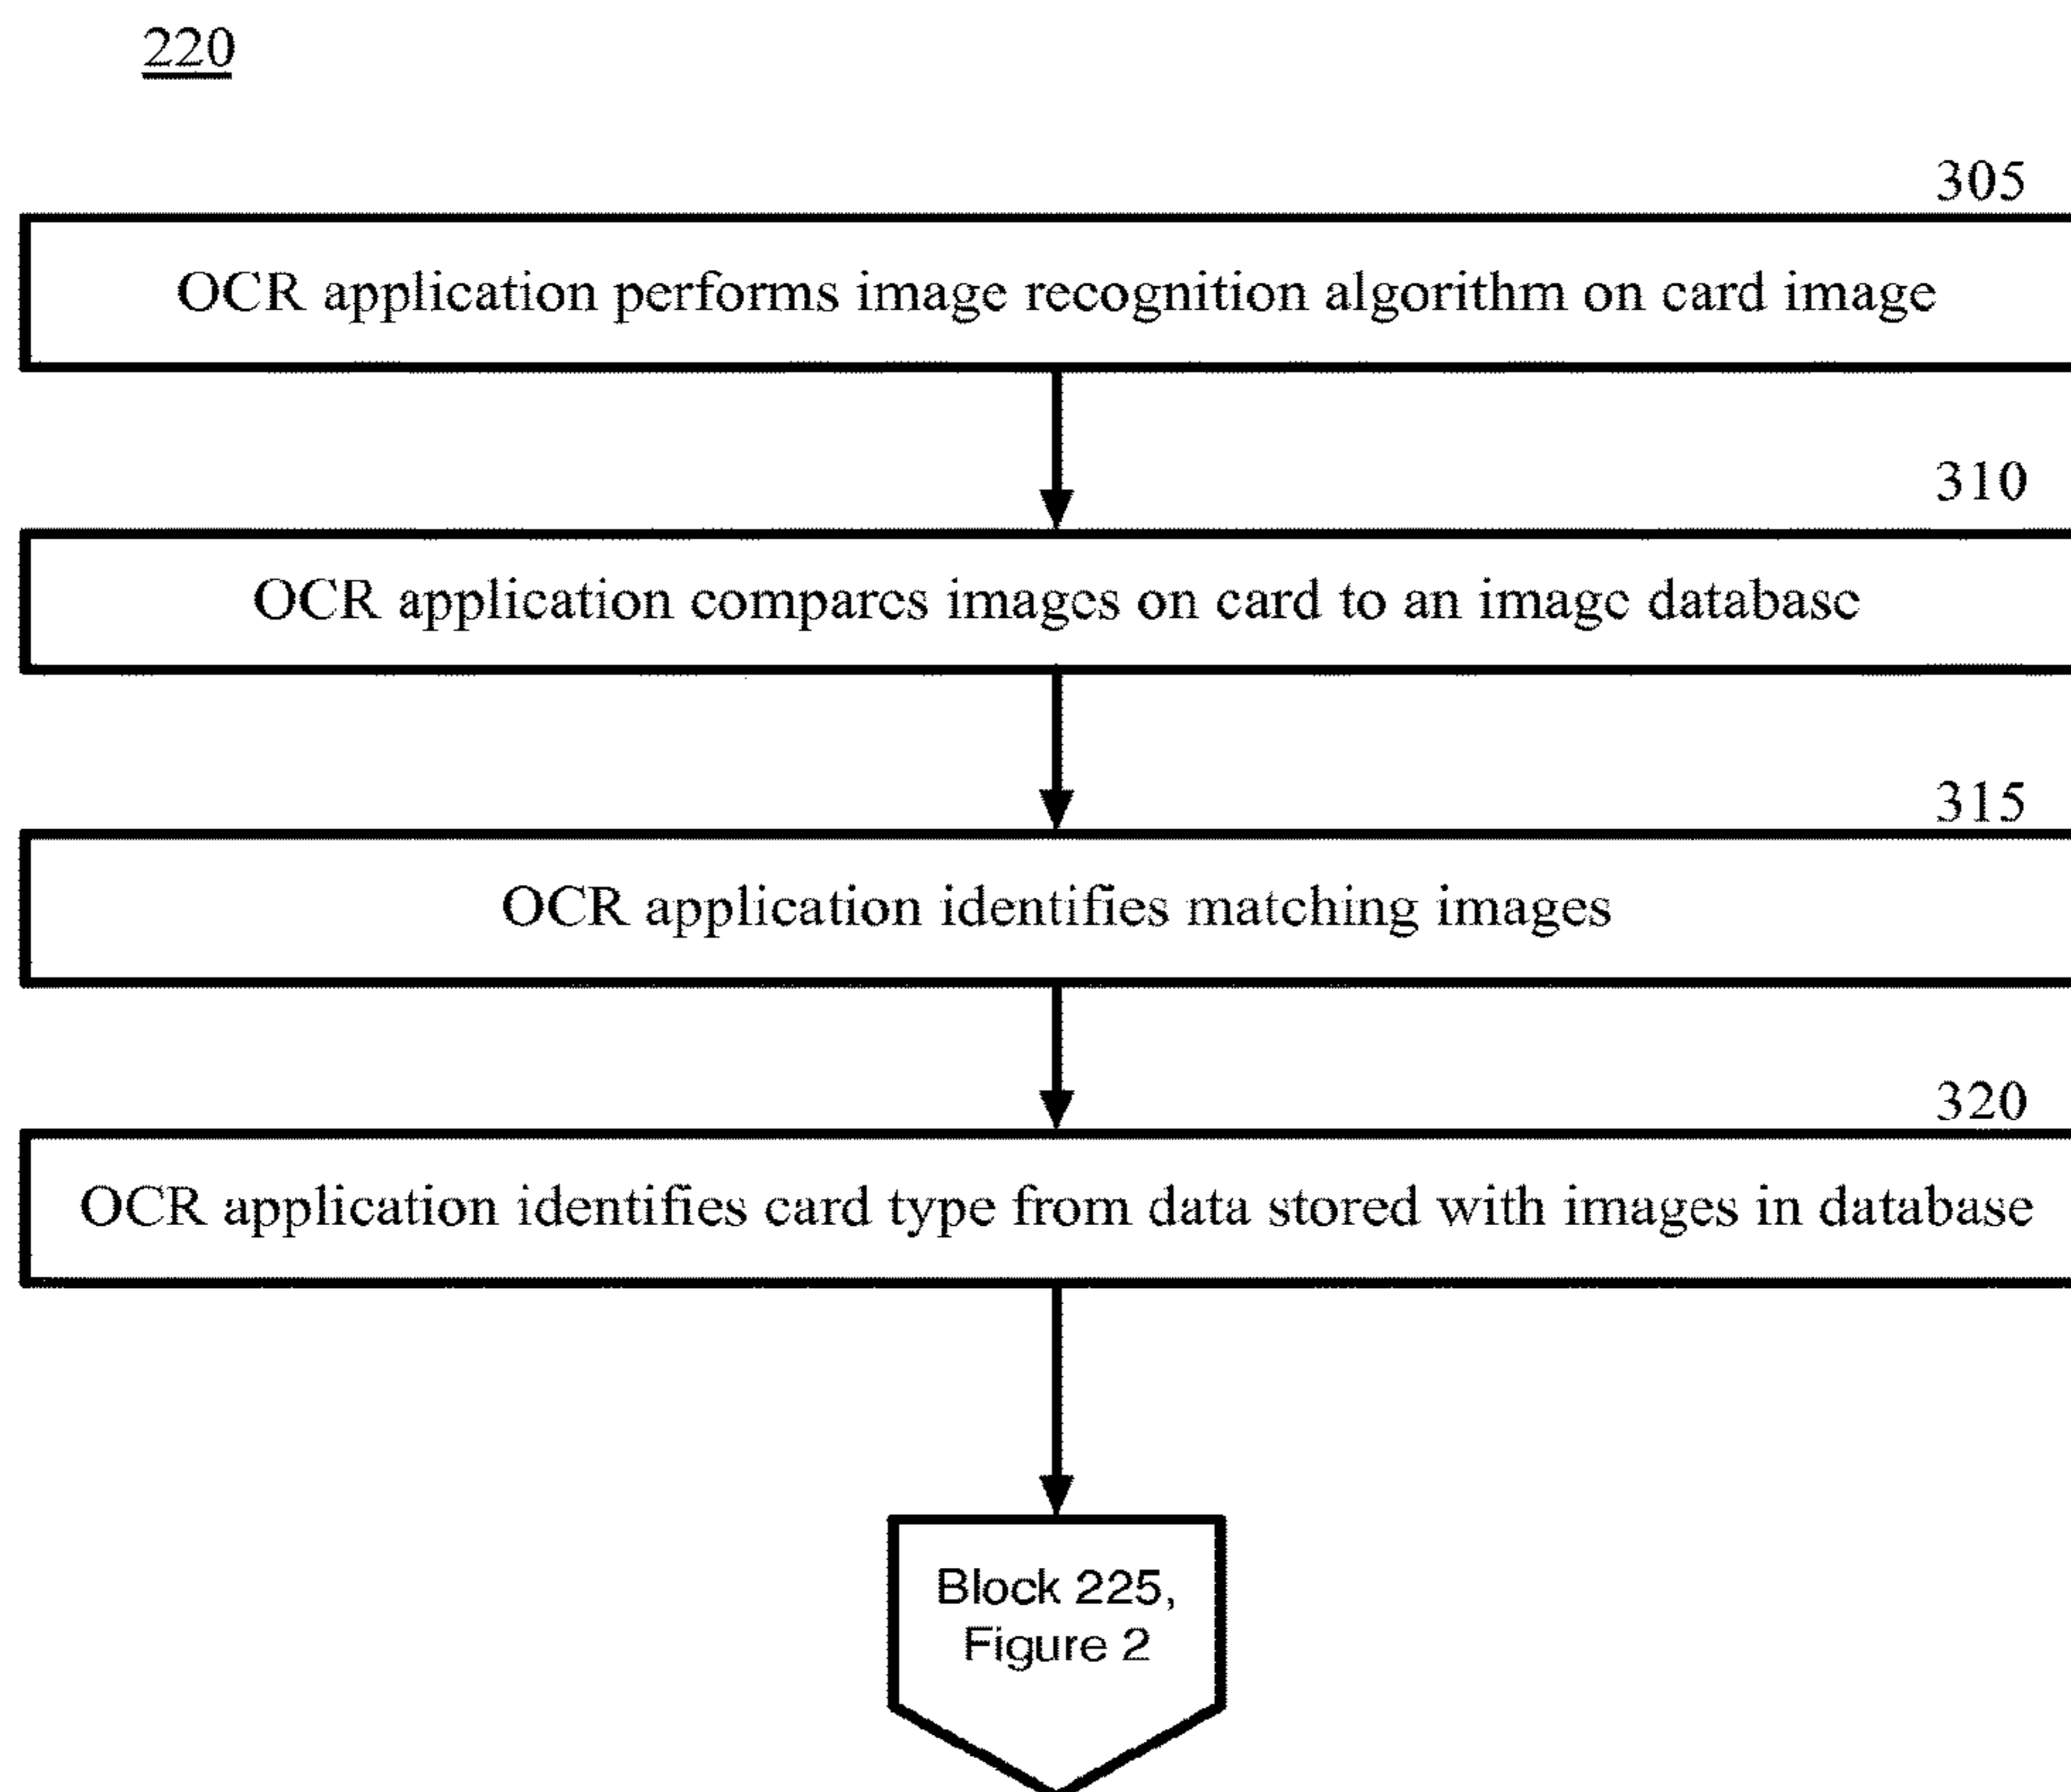 220
305
OCR application performs image recognition algorithm on card image
310
OCR application compares images on card to an image database
315
OCR application identifies matching images
320
OCR application identifies card type from data stored with images in database
Block 225,
Figure 2